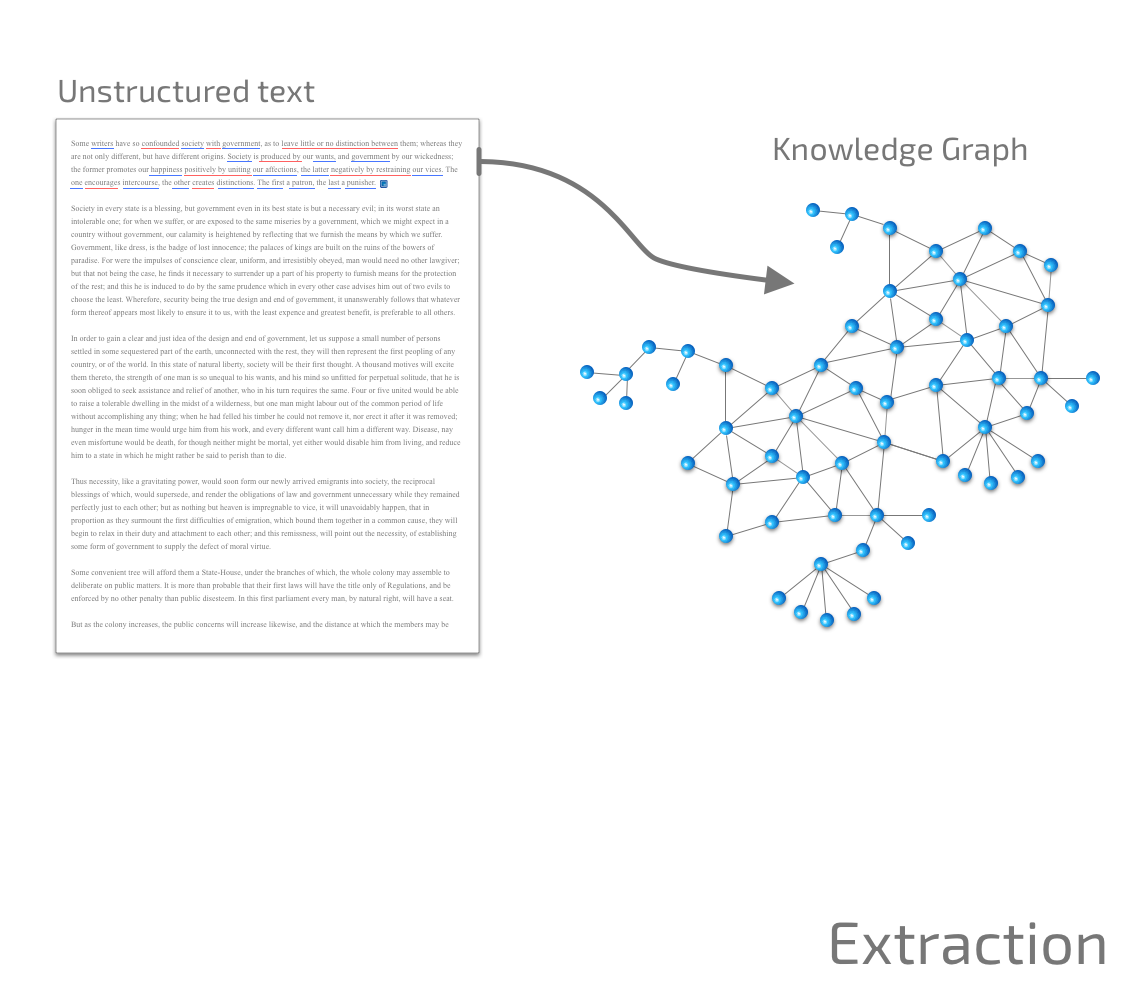 Unstructured text
Some writers have so confounded society with government, as to leave little or no distinction between them; whereas they
are not only different, but have different origins. Society is produced by our wants, and government by our wickedness;
the former promotes our happiness positively by uniting our affections, the latter negatively by restraining our vices. The
one encourages intercourse, the other creates distinctions. The first a patron, the last a punisher.
Society in every state is a blessing, but government even in its best state is but a necessary evil; in its worst state an
intolerable one; for when we suffer, or are exposed to the same miseries by a government, which we might expect in a
country without government, our calamity is heightened by reflecting that we furnish the means by which we suffer.
Government, like dress, is the badge of lost innocence; the palaces of kings are built on the ruins of the bowers of
paradise. For were the impulses of conscience clear, uniform, and irresistibly obeyed, man would need no other lawgiver;
but that not being the case, he finds it necessary to surrender up a part of his property to furnish means for the protection
of the rest; and this he is induced to do by the same prudence which in every other case advises him out of two evils to
choose the least. Wherefore, security being the true design and end of government, it unanswerably follows that whatever
form thereof appears most likely to ensure it to us, with the least expence and greatest benefit, is preferable to all others.
In order to gain a clear and just idea of the design and end of government, let us suppose a small number of persons
settled in some sequestered part of the earth, unconnected with the rest, they will then represent the first peopling of any
country, or of the world. In this state of natural liberty, society will be their first thought. A thousand motives will excite
them thereto, the strength of one man is so unequal to his wants, and his mind so unfitted for perpetual solitude, that he is
soon obliged to seek assistance and relief of another, who in his turn requires the same. Four or five united would be able
to raise a tolerable dwelling in the midst of a wilderness, but one man might labour out of the common period of life
without accomplishing any thing; when he had felled his timber he could not remove it, nor erect it after it was removed;
hunger in the mean time would urge him from his work, and every different want call him a different way. Disease, nay
even misfortune would be death, for though neither might be mortal, yet either would disable him from living, and reduce
him to a state in which he might rather be said to perish than to die.
Thus necessity, like a gravitating power, would soon form our newly arrived emigrants into society, the reciprocal
blessings of which, would supersede, and render the obligations of law and government unnecessary while they remained
perfectly just to each other; but as nothing but heaven is impregnable to vice, it will unavoidably happen, that in
proportion as they surmount the first difficulties of emigration, which bound them together in a common cause, they will
begin to relax in their duty and attachment to each other; and this remissness, will point out the necessity, of establishing
some form of government to supply the defect of moral virtue.
Some convenient tree will afford them a State-House, under the branches of which, the whole colony may assemble to
deliberate on public matters. It is more than probable that their first laws will have the title only of Regulations, and be
enforced by no other penalty than public disesteem. In this first parliament every man, by natural right, will have a seat.
But as the colony increases, the public concerns will increase likewise, and the distance at which the members may be
Knowledge Graph
Extraction